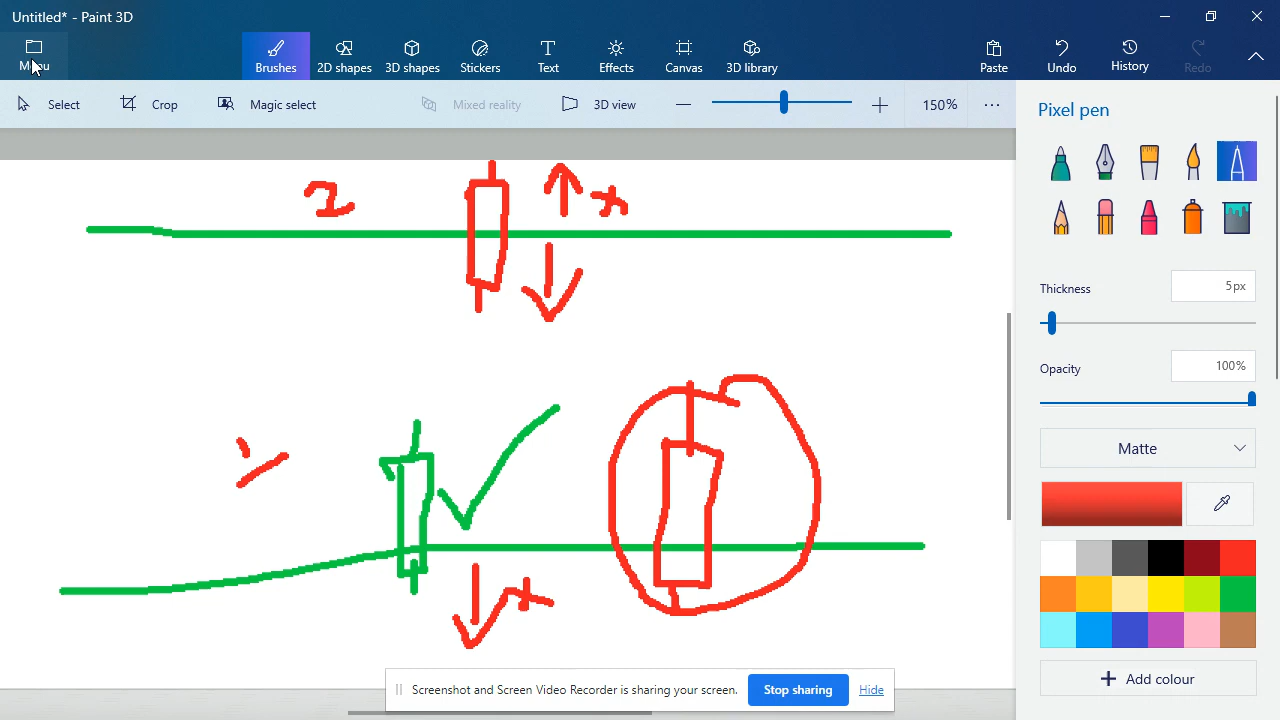 Untitled* - Paint 3D
Menu
Brushes
2D shapes
3D shapes
Stickers
Text
Effects
Canvas
3D library
Paste
Undo
History
Redo
Select
Crop
Magic select
Mixed reality
3D view
150%
Pixel pen
Thickness
5px
Opacity
100%
Matte
Add colour
Screenshot and Screen Video Recorder is sharing your screen.
Stop sharing
Hide